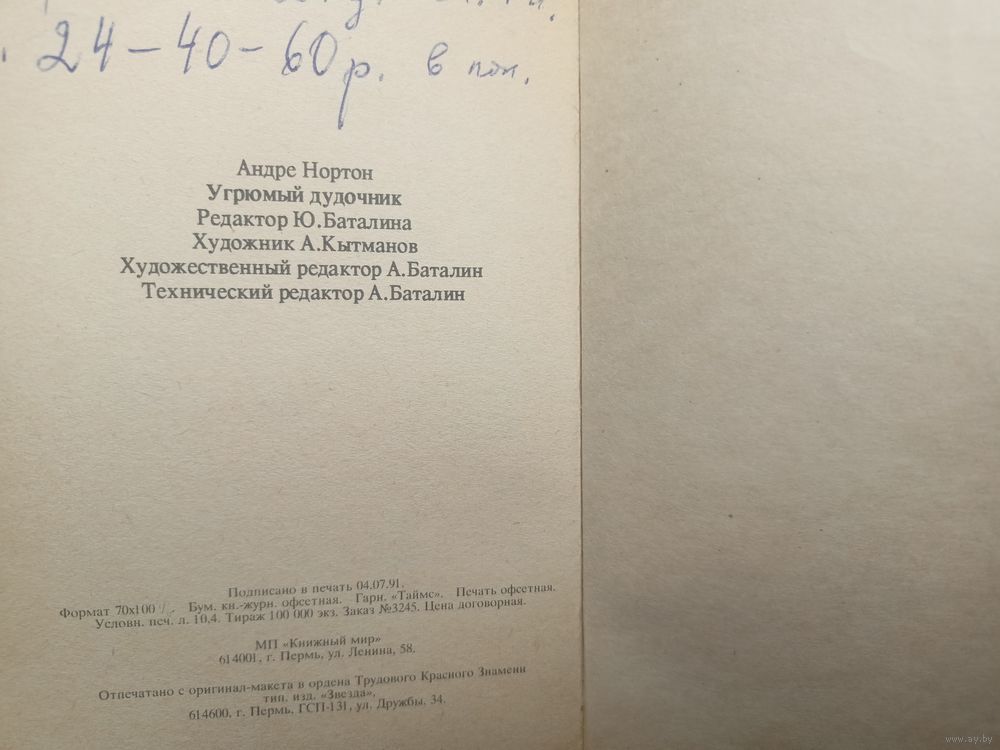 24-40-60р. в
Андре Нортон
Угрюмый дудочник
Редактор Ю.Баталина
Художник А.Кытманов
Художественный редактор А.Баталин
Технический редактор А.Баталин
Подписано в печать 04.07.91.
Формат 70х100 Бум. кн.-журн. офсетная. Гарн. «Таймс». Печать офсетная.
Условн. печ. л. 10,4. Тираж 100 000 экз. Заказ №3245. Цена договорная.
МП «Книжный мир»
614001, г. Пермь, ул. Ленина, 58.
Отпечатано с оригинал-макета в ордена Трудового Красного Знамени
тип. изд. «Звезда»,
614600, г. Пермь, ГСП-131, ул. Дружбы, 34.
www.ay.by